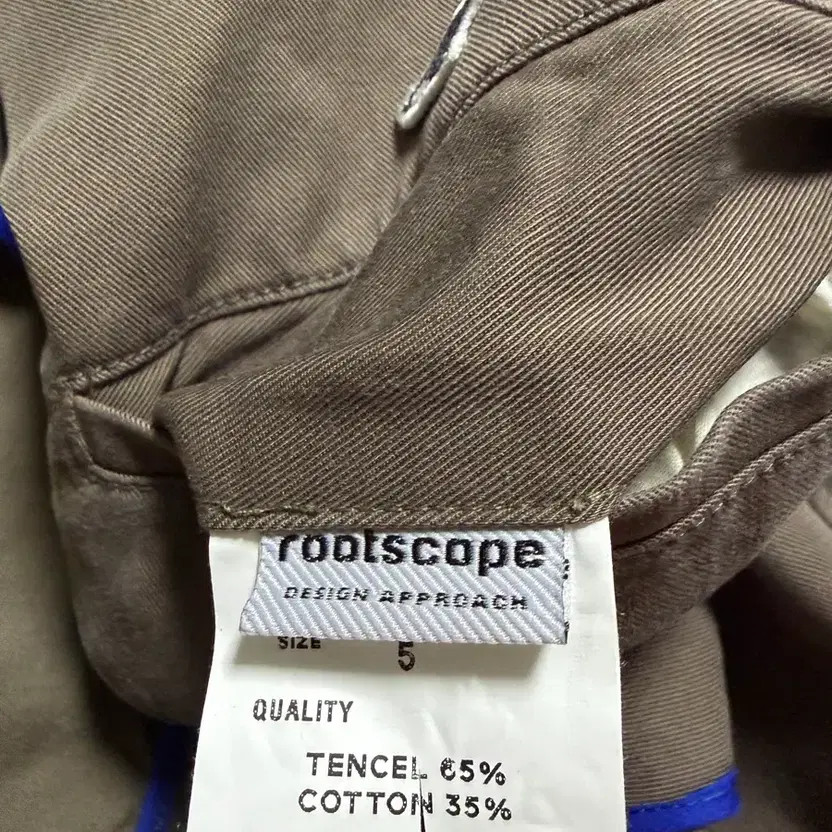 rootscope
DESIGN APPROACH
SIZE 5
QUALITY
TENCEL 65%
COTTON 35%